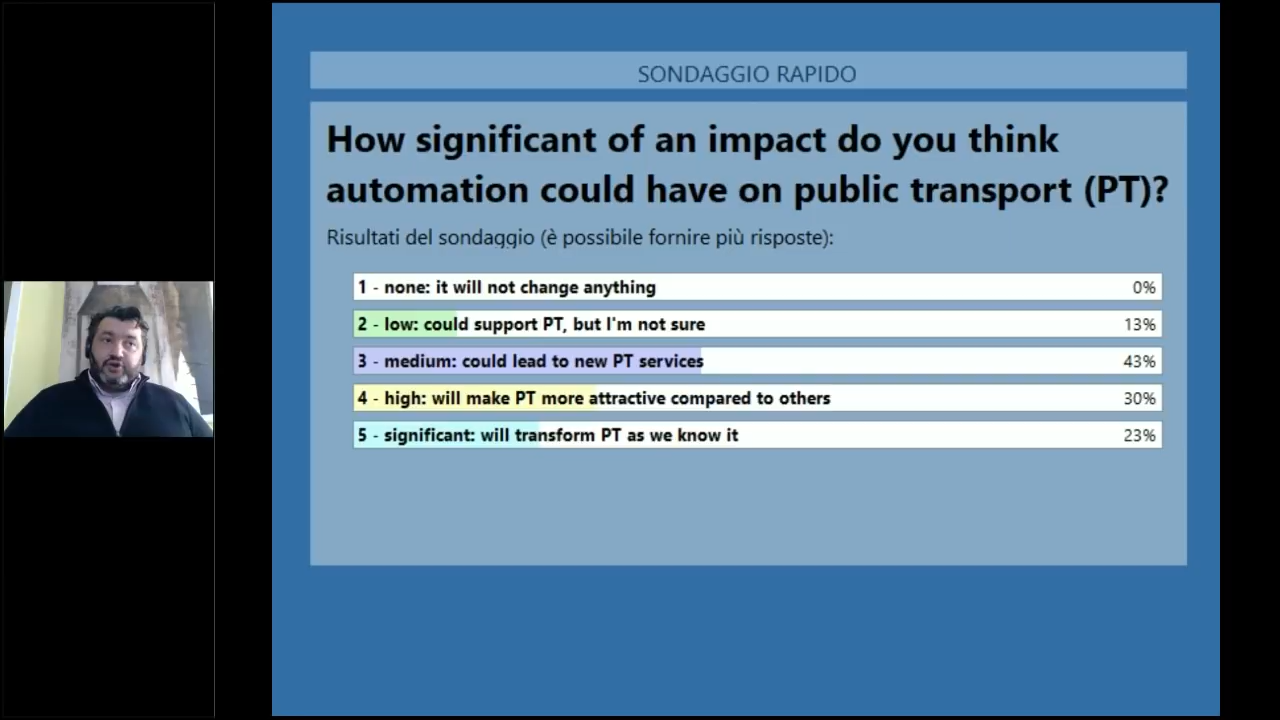 SONDAGGIO RAPIDO
How significant of an impact do you think
automation could have on public transport (PT)?
Risultati del sondaggio (è possibile fornire più risposte):
1 - none: it will not change anything 0%
2 - low: could support PT, but I'm not sure 13%
3 - medium: could lead to new PT services 43%
4 - high: will make PT more attractive compared to others 30%
5 - significant: will transform PT as we know it 23%